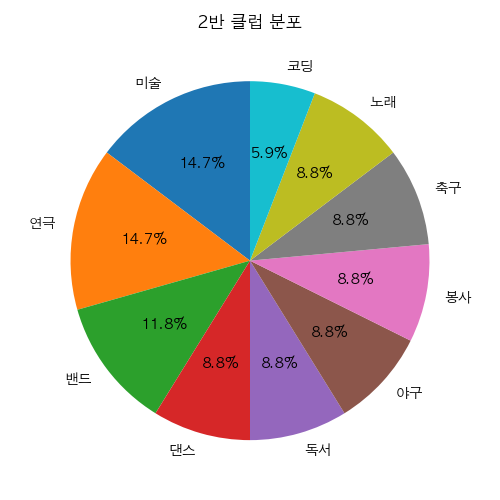 2반 클럽 분포
코딩
미술
노래
5.9%
14.7%
8.8%
축구
연극
8.8%
14.7%
8.8%
봉사
11.8%
8.8%
8.8%
8.8%
밴드
야구
댄스
독서